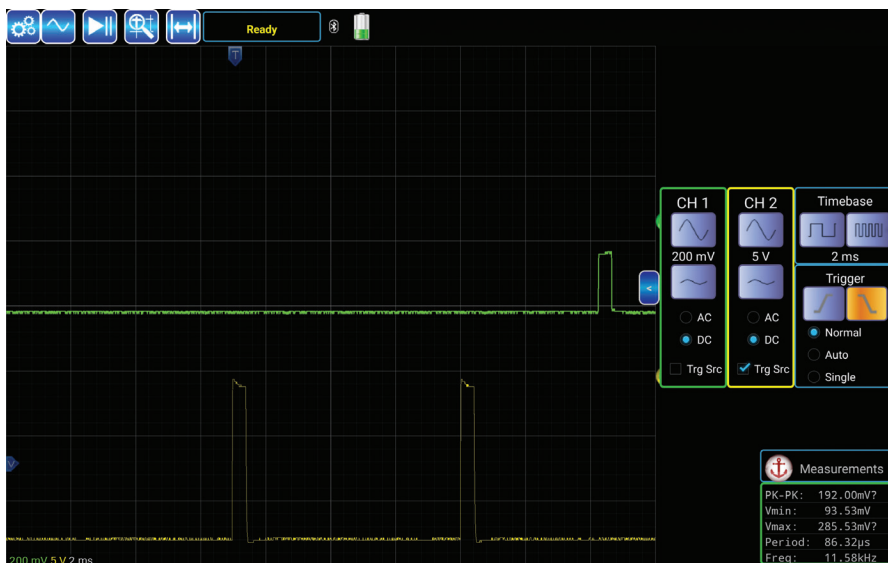 Ready
T
CH 1
CH 2
Timebase
200 mV
5 V
2 ms
<
Trigger
AC
AC
Normal
DC
DC
Auto
Trg Src
Trg Src
Single
V
Measurements
PK-PK: 192.00mV?
Vmin: 93.53mV
Vmax: 285.53mV?
Period: 86.32µs
Freq: 11.58kHz
200 mV 5 V 2 ms